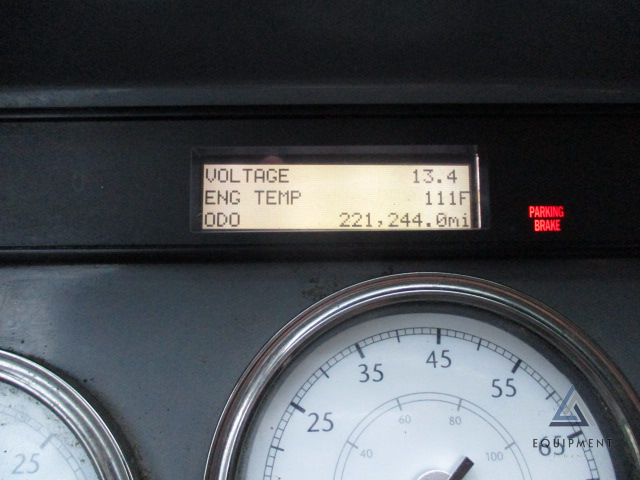 VOLTAGE 13.4
ENG TEMP 111F
ODO 221,244.0mi
PARKING
BRAKE
45
35
55
25
65
60
80
40
100
25
EQUIPMENT